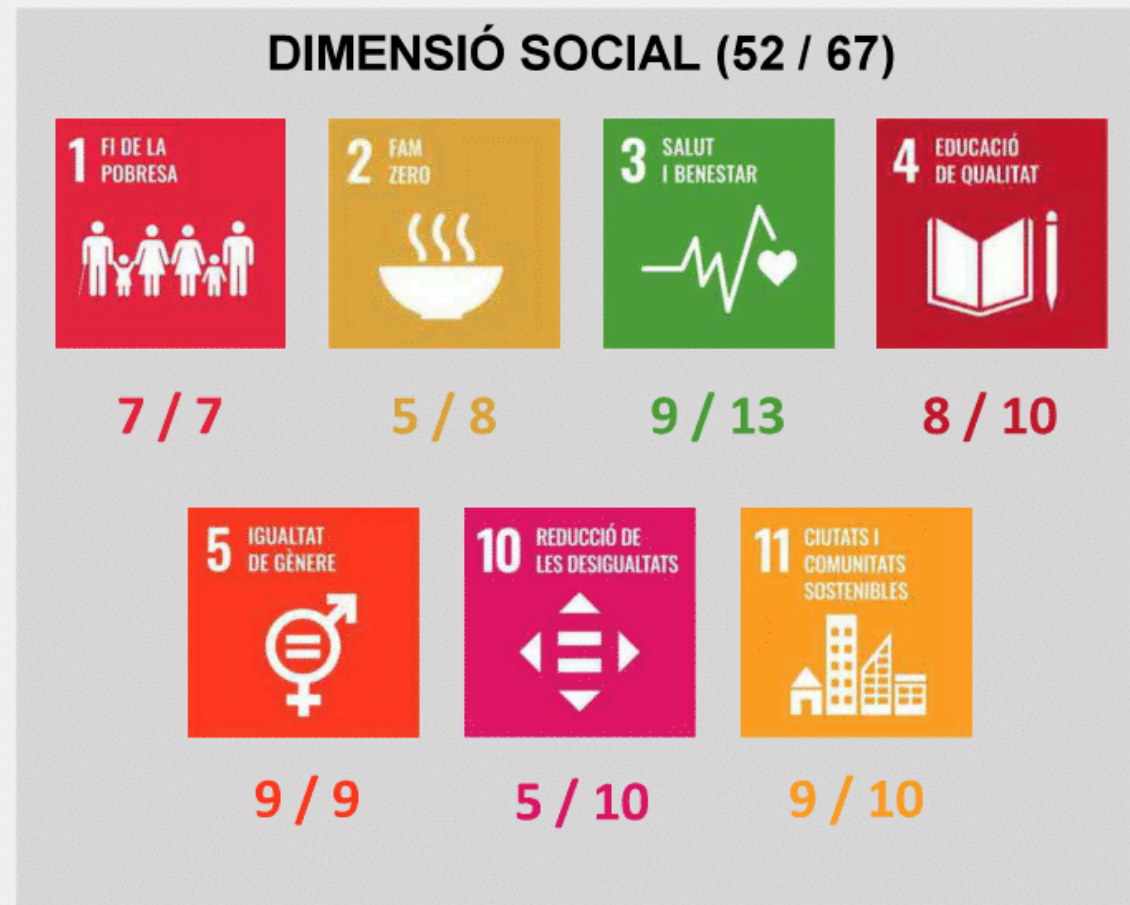 DIMENSIÓ SOCIAL (52 / 67)
1 FI DE LA
POBRESA
2 FAM
ZERO
3 SALUT
I BENESTAR
4 EDUCACIÓ
DE QUALITAT
7 / 7
5 / 8
9 / 13
8 / 10
5 IGUALTAT
DE GÈNERE
10 REDUCCIÓ DE
LES DESIGUALTATS
11 CIUTATS I
COMUNITATS
SOSTENIBLES
9 / 9
5 / 10
9 / 10